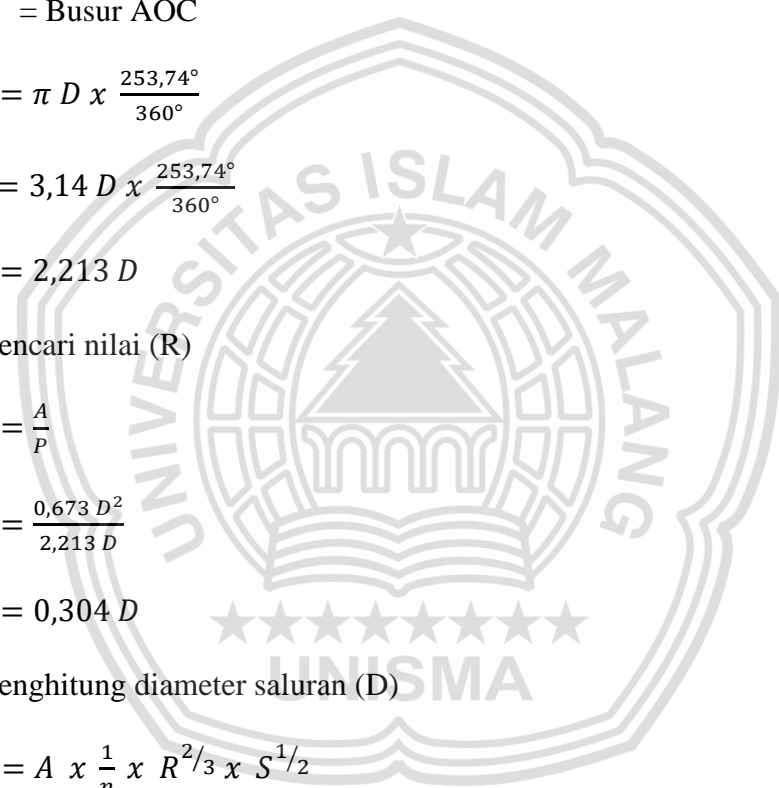 = Busur AOC
= π D x 253,74°/360°
= 3,14 D x 253,74°/360°
= 2,213 D
encari nilai (R)
= A/P
= 0,673 D²/2,213 D
= 0,304 D
enghitung diameter saluran (D)
= A x 1/n x R^2/3 x S^1/2
UNIVERSITAS ISLAM MALANG
UNISMA